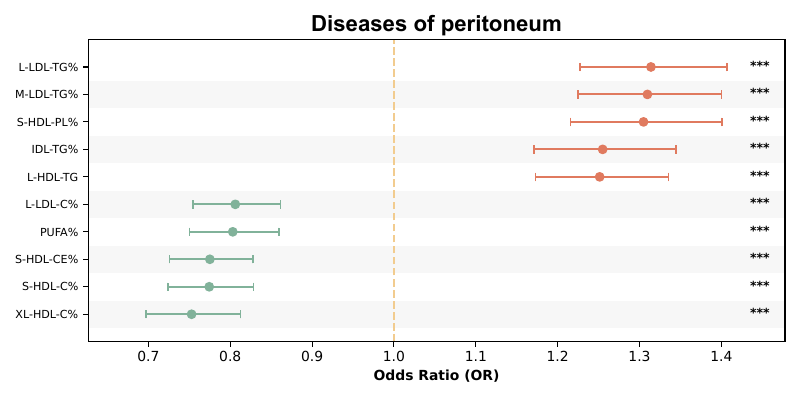 Diseases of peritoneum
L-LDL-TG% ***
M-LDL-TG% ***
S-HDL-PL% ***
IDL-TG% ***
L-HDL-TG ***
L-LDL-C% ***
PUFA% ***
S-HDL-CE% ***
S-HDL-C% ***
XL-HDL-C% ***
0.7 0.8 0.9 1.0 1.1 1.2 1.3 1.4
Odds Ratio (OR)